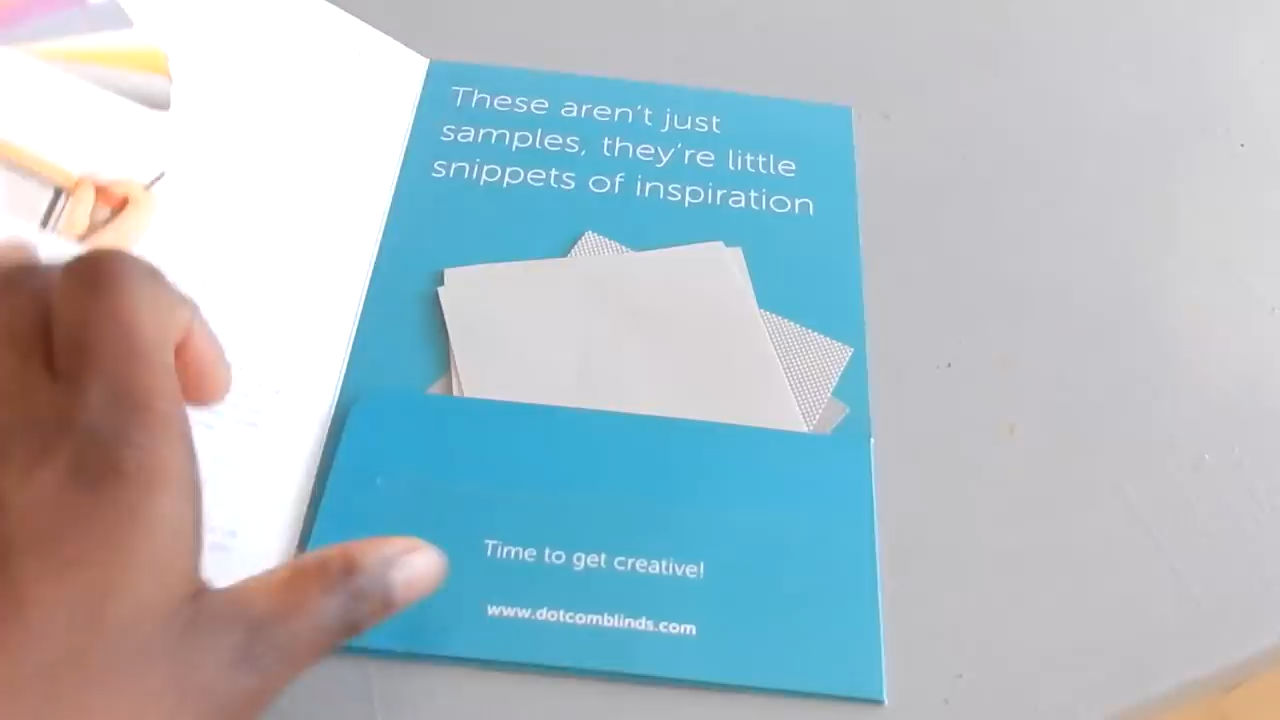 These aren't just
samples, they're little
snippets of inspiration
Time to get creative!
www.dotcomblinds.com